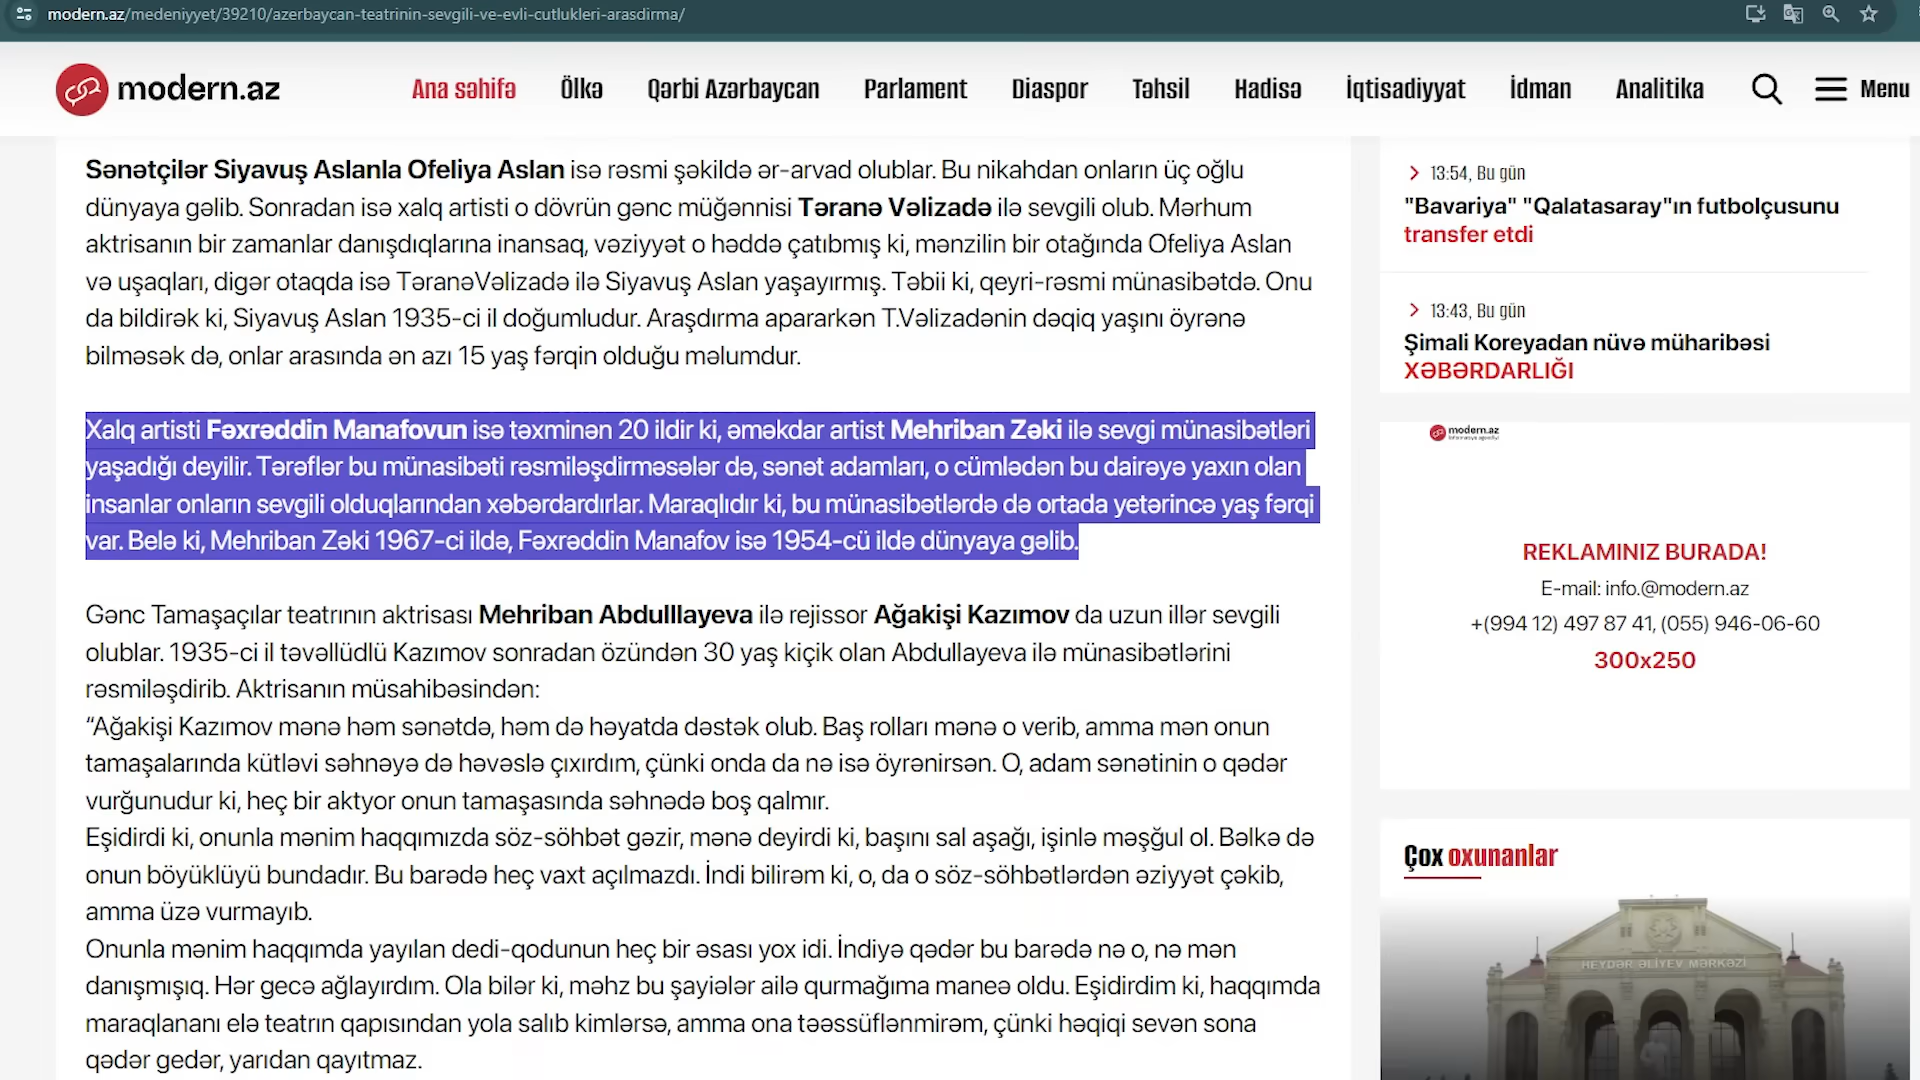 modern.az/medeniyyet/39210/azerbaycan-teatrinin-sevgili-ve-evli-cutlukleri-arasdirma/
modern.az
Ana səhifə
Ölkə
Qərbi Azərbaycan
Parlament
Diaspor
Təhsil
Hadisə
İqtisadiyyat
İdman
Analitika
Menu
Sənətçilər Siyavuş Aslanla Ofeliya Aslan isə rəsmi şəkildə ər-arvad olublar. Bu nikahdan onların üç oğlu
dünyaya gəlib. Sonradan isə xalq artisti o dövrün gənc müğənnisi Təranə Vəlizadə ilə sevgili olub. Mərhum
aktrisanın bir zamanlar danışdıqlarına inansaq, vəziyyət o həddə çatıbmış ki, mənzilin bir otağında Ofeliya Aslan
və uşaqları, digər otaqda isə TəranəVəlizadə ilə Siyavuş Aslan yaşayırmış. Təbii ki, qeyri-rəsmi münasibətdə. Onu
da bildirək ki, Siyavuş Aslan 1935-ci il doğumludur. Araşdırma apararkən T.Vəlizadənin dəqiq yaşını öyrənə
bilməsək də, onlar arasında ən azı 15 yaş fərqin olduğu məlumdur.
Xalq artisti Fəxrəddin Manafovun isə təxminən 20 ildir ki, əməkdar artist Mehriban Zəki ilə sevgi münasibətləri
yaşadığı deyilir. Tərəflər bu münasibəti rəsmiləşdirməsələr də, sənət adamları, o cümlədən bu dairəyə yaxın olan
insanlar onların sevgili olduqlarından xəbərdardırlar. Maraqlıdır ki, bu münasibətlərdə də ortada yetərincə yaş fərqi
var. Belə ki, Mehriban Zəki 1967-ci ildə, Fəxrəddin Manafov isə 1954-cü ildə dünyaya gəlib.
Gənc Tamaşaçılar teatrının aktrisası Mehriban Abdulllayeva ilə rejissor Ağakişi Kazımov da uzun illər sevgili
olublar. 1935-ci il təvəllüdlü Kazımov sonradan özündən 30 yaş kiçik olan Abdullayeva ilə münasibətlərini
rəsmiləşdirib. Aktrisanın müsahibəsindən:
“Ağakişi Kazımov mənə həm sənətdə, həm də həyatda dəstək olub. Baş rolları mənə o verib, amma mən onun
tamaşalarında kütləvi səhnəyə də həvəslə çıxırdım, çünki onda da nə isə öyrənirsən. O, adam sənətinin o qədər
vurğunudur ki, heç bir aktyor onun tamaşasında səhnədə boş qalmır.
Eşidirdi ki, onunla mənim haqqımızda söz-söhbət gəzir, mənə deyirdi ki, başını sal aşağı, işinlə məşğul ol. Bəlkə də
onun böyüklüyü bundadır. Bu barədə heç vaxt açılmazdı. İndi bilirəm ki, o, da o söz-söhbətlərdən əziyyət çəkib,
amma üzə vurmayıb.
Onunla mənim haqqımda yayılan dedi-qodunun heç bir əsası yox idi. İndiyə qədər bu barədə nə o, nə mən
danışmışıq. Hər gecə ağlayırdım. Ola bilər ki, məhz bu şayiələr ailə qurmağıma maneə oldu. Eşidirdim ki, haqqımda
maraqlananı elə teatrın qapısından yola salıb kimlərsə, amma ona təəssüflənmirəm, çünki həqiqi sevən sona
qədər gedər, yarıdan qayıtmaz.
13:54, Bu gün
"Bavariya" "Qalatasaray"ın futbolçusunu
transfer etdi
13:43, Bu gün
Şimali Koreyadan nüvə müharibəsi
XƏBƏRDARLIĞI
modern.az
REKLAMINIZ BURADA!
E-mail: info.@modern.az
+(994 12) 497 87 41, (055) 946-06-60
300x250
Çox oxunanlar
HEYDƏR ƏLİYEV MƏRKƏZİ